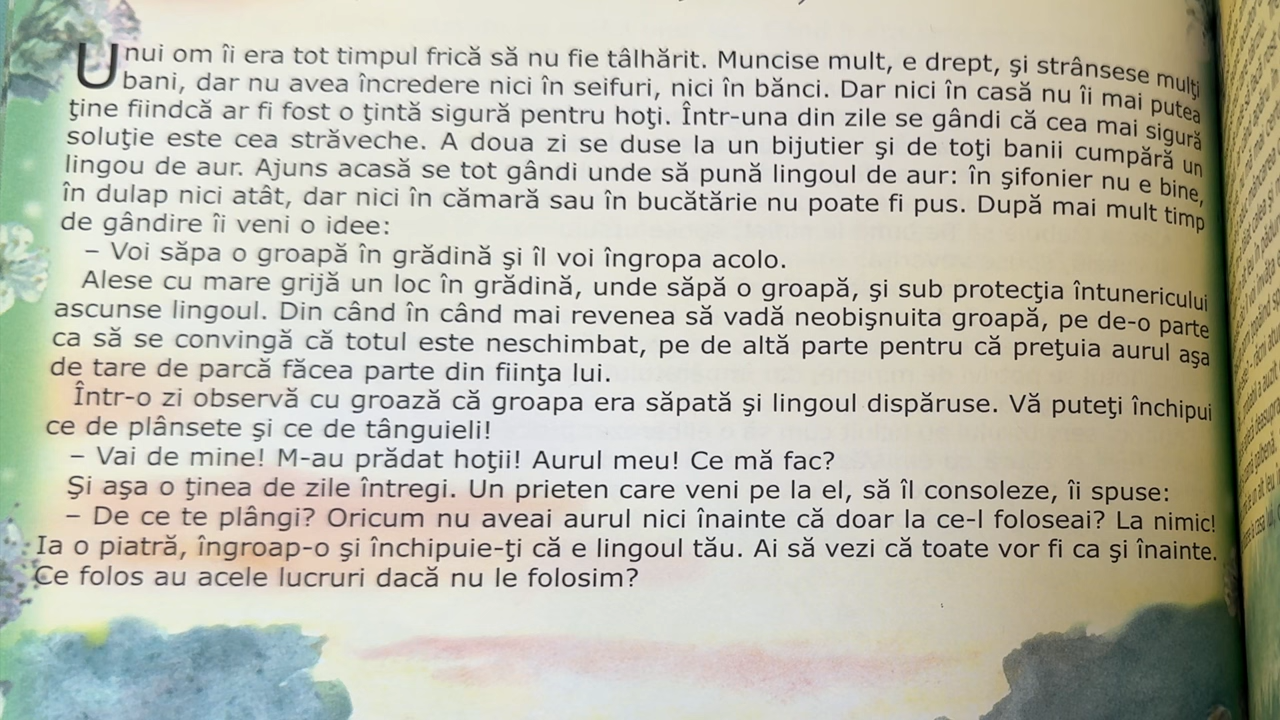 Unui om îi era tot timpul frică să nu fie tâlhărit. Muncise mult, e drept, şi strânsese mulţi
bani, dar nu avea încredere nici în seifuri, nici în bănci. Dar nici în casă nu îi mai putea
ţine fiindcă ar fi fost o ţintă sigură pentru hoţi. Într-una din zile se gândi că cea mai sigură
soluţie este cea străveche. A doua zi se duse la un bijutier şi de toţi banii cumpără un
lingou de aur. Ajuns acasă se tot gândi unde să pună lingoul de aur: în şifonier nu e bine,
în dulap nici atât, dar nici în cămară sau în bucătărie nu poate fi pus. După mai mult timp
de gândire îi veni o idee:
– Voi săpa o groapă în grădină şi îl voi îngropa acolo.
Alese cu mare grijă un loc în grădină, unde săpă o groapă, şi sub protecţia întunericului
ascunse lingoul. Din când în când mai revenea să vadă neobişnuita groapă, pe de-o parte
ca să se convingă că totul este neschimbat, pe de altă parte pentru că preţuia aurul aşa
de tare de parcă făcea parte din fiinţa lui.
Într-o zi observă cu groază că groapa era săpată şi lingoul dispăruse. Vă puteţi închipui
ce de plânsete şi ce de tânguieli!
– Vai de mine! M-au prădat hoţii! Aurul meu! Ce mă fac?
Şi aşa o ţinea de zile întregi. Un prieten care veni pe la el, să îl consoleze, îi spuse:
– De ce te plângi? Oricum nu aveai aurul nici înainte că doar la ce-l foloseai? La nimic!
Ia o piatră, îngroap-o şi închipuie-ţi că e lingoul tău. Ai să vezi că toate vor fi ca şi înainte.
Ce folos au acele lucruri dacă nu le folosim?